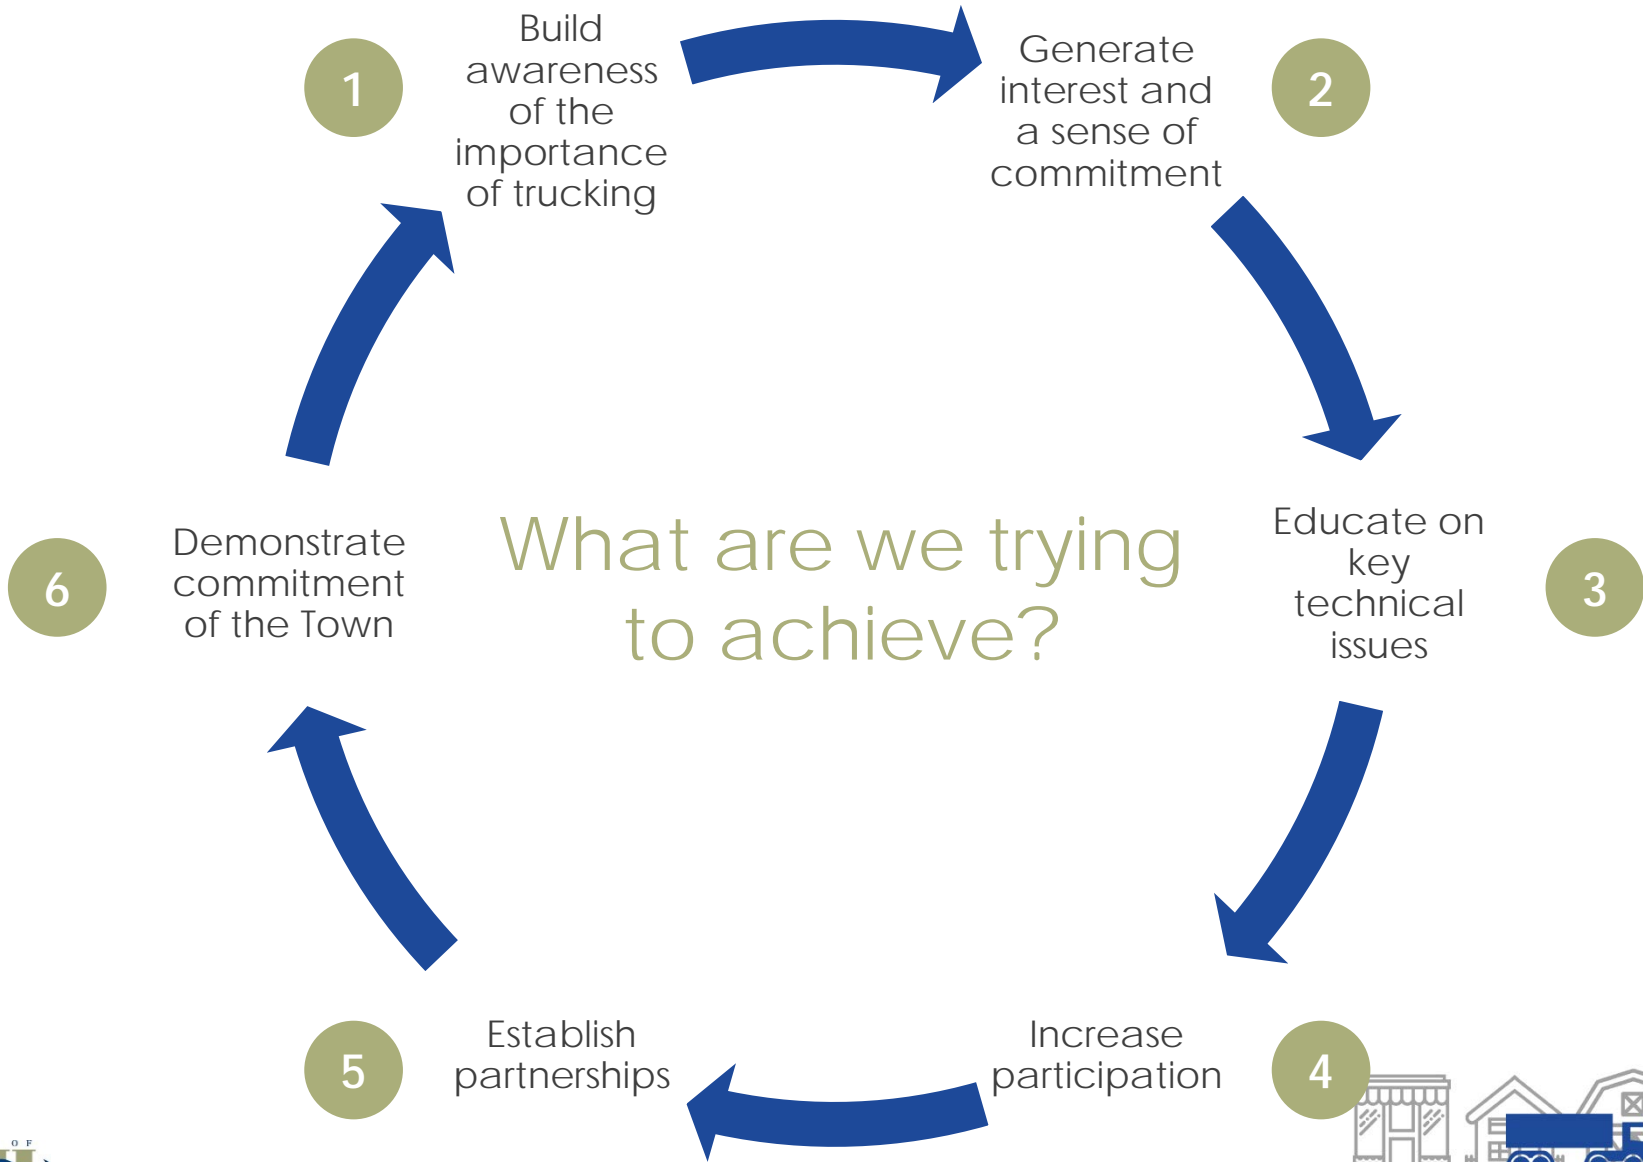 1
Build
awareness
of the
importance
of trucking
Generate
interest and
a sense of
commitment
2
Educate on
key
technical
issues
3
Increase
participation
4
Establish
partnerships
5
Demonstrate
commitment
of the Town
6
What are we trying
to achieve?
OF